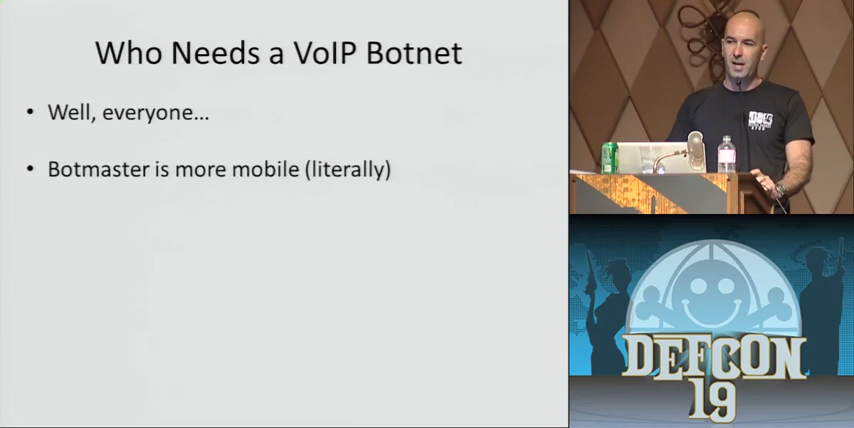 Who Needs a VoIP Botnet
• Well, everyone...
• Botmaster is more mobile (literally)
DEFCON
19